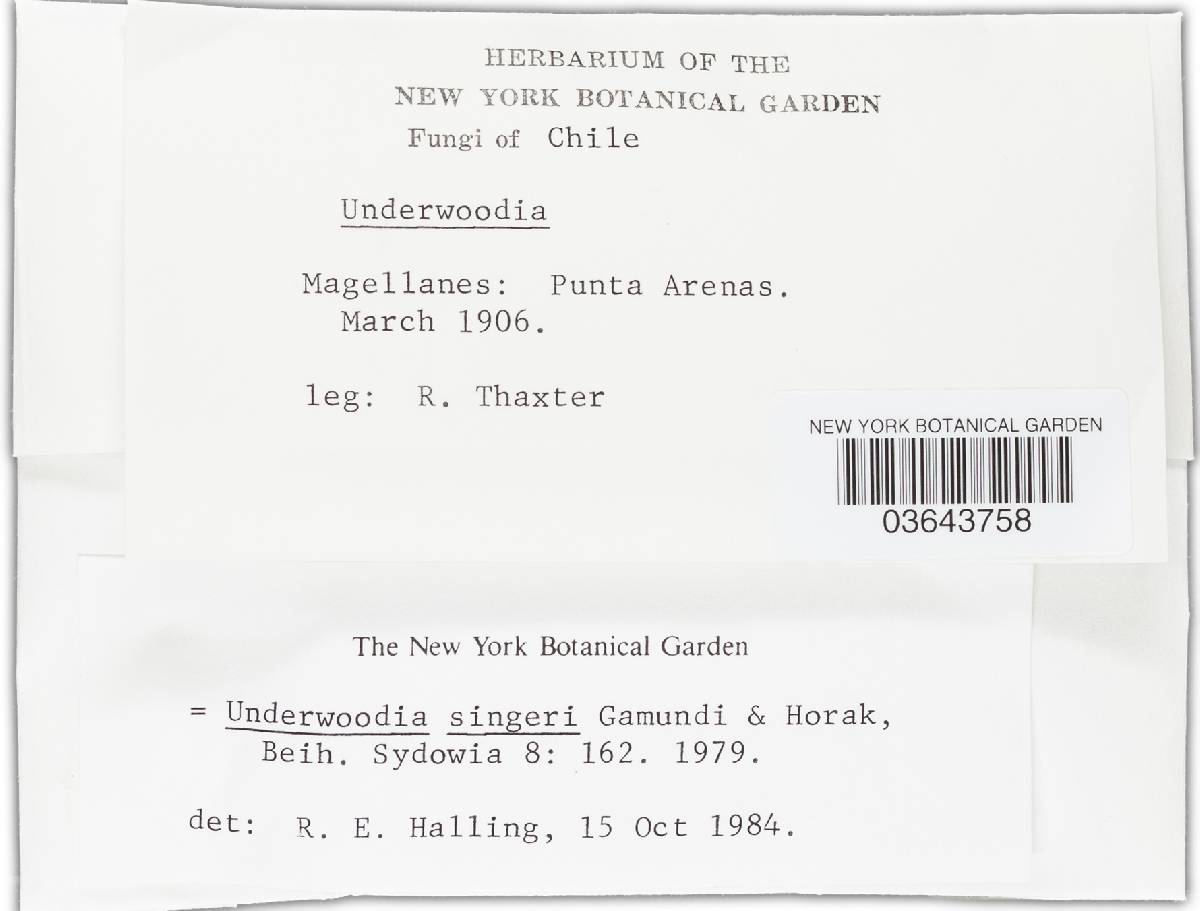 HERBARIUM OF THE
NEW YORK BOTANICAL GARDEN
Fungi of Chile
Underwoodia
Magellanes: Punta Arenas.
March 1906.
leg: R. Thaxter
NEW YORK BOTANICAL GARDEN
03643758
The New York Botanical Garden
= Underwoodia singeri Gamundi & Horak,
Beih. Sydowia 8: 162. 1979.
det: R. E. Halling, 15 Oct 1984.